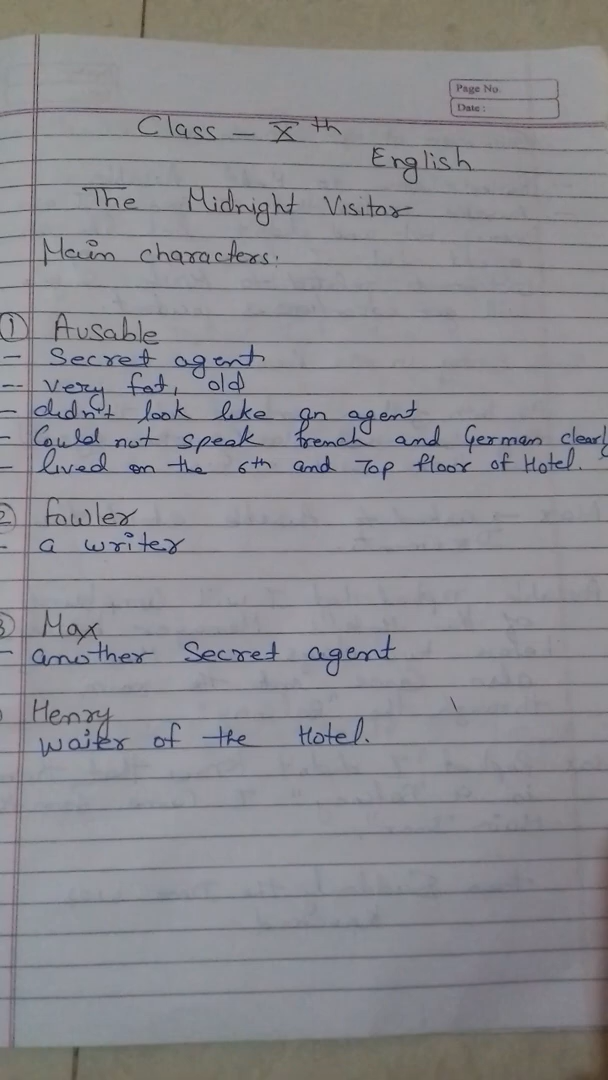 Page No.
Date:
Class - Xth
English
The Midnight Visitor
Main characters:
① Ausable
- Secret agent
- very fat, old
- didn't look like an agent
- Could not speak french and German clearly
- lived on the 6th and Top floor of Hotel.
② fowler
- a writer
③ Max
- another Secret agent
Henry
waiter of the Hotel.